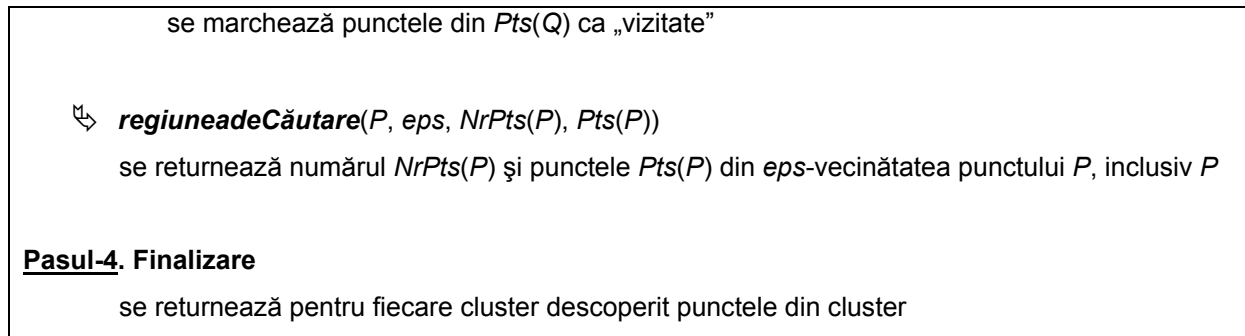 se marchează punctele din Pts(Q) ca „vizitate”
regiuneadeCăutare(P, eps, NrPts(P), Pts(P))
se returnează numărul NrPts(P) şi punctele Pts(P) din eps-vecinătatea punctului P, inclusiv P
Pasul-4. Finalizare
se returnează pentru fiecare cluster descoperit punctele din cluster